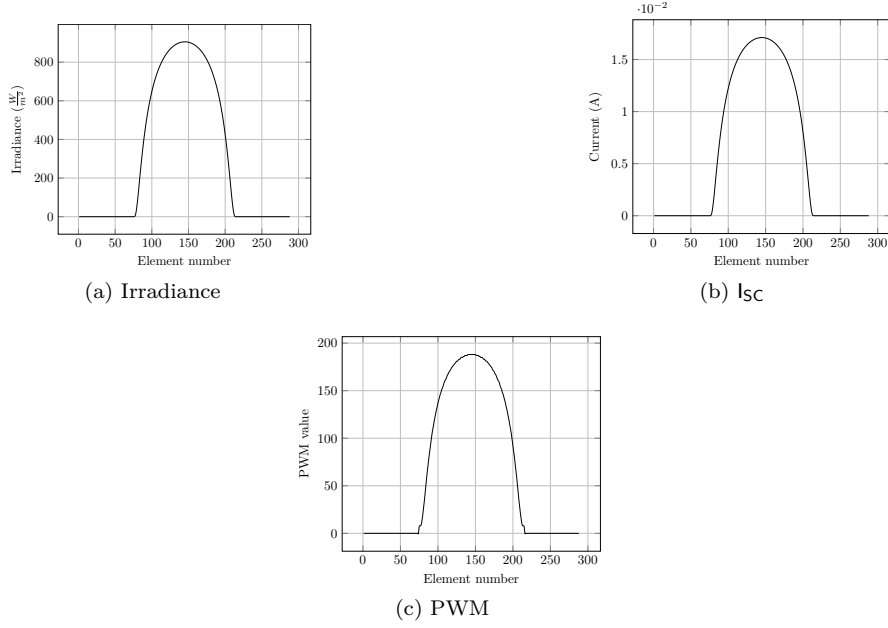 800
600
400
200
0
0 50 100 150 200 250 300
Irradiance (W/m²)
Element number
(a) Irradiance
·10⁻²
1.5
1
0.5
0
0 50 100 150 200 250 300
Current (A)
Element number
(b) I_SC
200
150
100
50
0
0 50 100 150 200 250 300
PWM value
Element number
(c) PWM